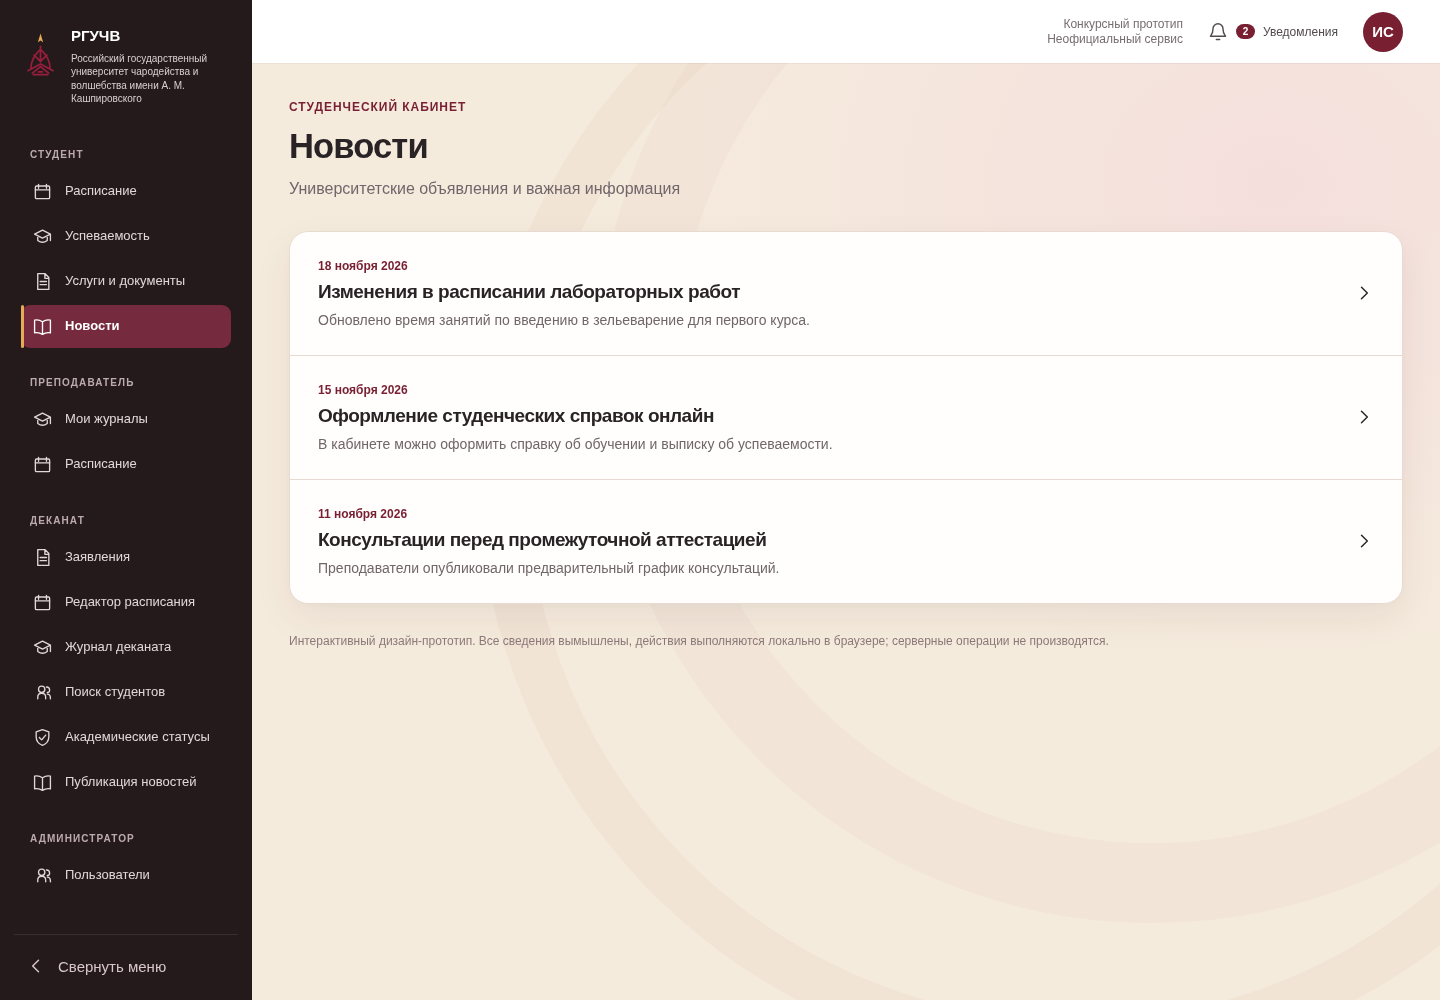 РГУЧВ
Российский государственный
университет чародейства и
волшебства имени А. М.
Кашпировского
СТУДЕНТ
Расписание
Успеваемость
Услуги и документы
Новости
ПРЕПОДАВАТЕЛЬ
Мои журналы
Расписание
ДЕКАНАТ
Заявления
Редактор расписания
Журнал деканата
Поиск студентов
Академические статусы
Публикация новостей
АДМИНИСТРАТОР
Пользователи
Свернуть меню
Конкурсный прототип
Неофициальный сервис
2 Уведомления
ИС
СТУДЕНЧЕСКИЙ КАБИНЕТ
Новости
Университетские объявления и важная информация
18 ноября 2026
Изменения в расписании лабораторных работ
Обновлено время занятий по введению в зельеварение для первого курса.
15 ноября 2026
Оформление студенческих справок онлайн
В кабинете можно оформить справку об обучении и выписку об успеваемости.
11 ноября 2026
Консультации перед промежуточной аттестацией
Преподаватели опубликовали предварительный график консультаций.
Интерактивный дизайн-прототип. Все сведения вымышлены, действия выполняются локально в браузере; серверные операции не производятся.